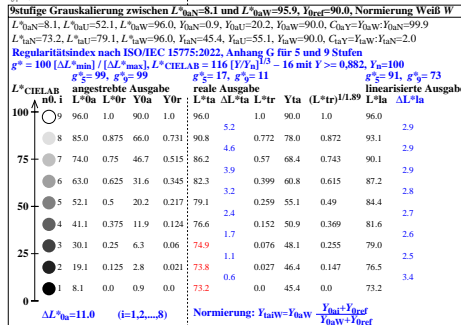 9stufige Grauskalierung zwischen L*0aN=8.1 und L*0aW=95.9, Y0ref=90.0, Normierung Weiß W
L*0aN=8.1, L*0aU=52.1, L*0aW=96.0, Y0aN=0.9, Y0aU=20.2, Y0aW=90.0, C0aY=Y0aW:Y0aN=99.9
L*taN=73.2, L*taU=79.1, L*taW=96.0, YtaN=45.4, YtaU=55.1, YtaW=90.0, CtaY=YtaW:YtaN=2.0
Regularitätsindex nach ISO/IEC 15775:2022, Anhang G für 5 und 9 Stufen
g* = 100 [ΔL*min] / [ΔL*max], L*CIELAB = 116 [Y/Yn]1/3 - 16 mit Y >= 0,882, Yn=100
g*5= 99, g*9= 99 g*5= 17, g*9= 11 g*5= 91, g*9= 73
L*CIELAB angestrebte Ausgabe reale Ausgabe linearisierte Ausgabe
n0. i L*0a L*0r Y0a Y0r L*ta ΔL*ta L*tr Yta (L*tr)1/1.89 L*la ΔL*la
100 9 96.0 1.0 90.0 1.0 96.0 1.0 90.0 1.0 96.0
5.2 2.9
8 85.0 0.875 66.0 0.731 90.8 0.772 78.0 0.872 93.1
4.6 2.9
75 7 74.0 0.75 46.7 0.515 86.2 0.57 68.4 0.743 90.1
3.9 2.9
6 63.0 0.625 31.6 0.345 82.3 0.399 60.8 0.615 87.2
3.2 2.8
50 5 52.1 0.5 20.2 0.217 79.1 0.259 55.1 0.49 84.4
2.4 2.7
4 41.1 0.375 11.9 0.124 76.6 0.152 50.9 0.369 81.6
1.7 2.6
25 3 30.1 0.25 6.3 0.06 74.9 0.076 48.1 0.255 79.0
1.1 2.5
2 19.1 0.125 2.8 0.021 73.8 0.027 46.4 0.147 76.5
0.6 3.4
0 1 8.1 0.0 0.9 0.0 73.2 0.0 45.4 0.0 73.2
ΔL*0a=11.0 (i=1,2,...,8) Normierung: YtaiW=Y0aW (Y0ai+Y0ref)/(Y0aW+Y0ref)